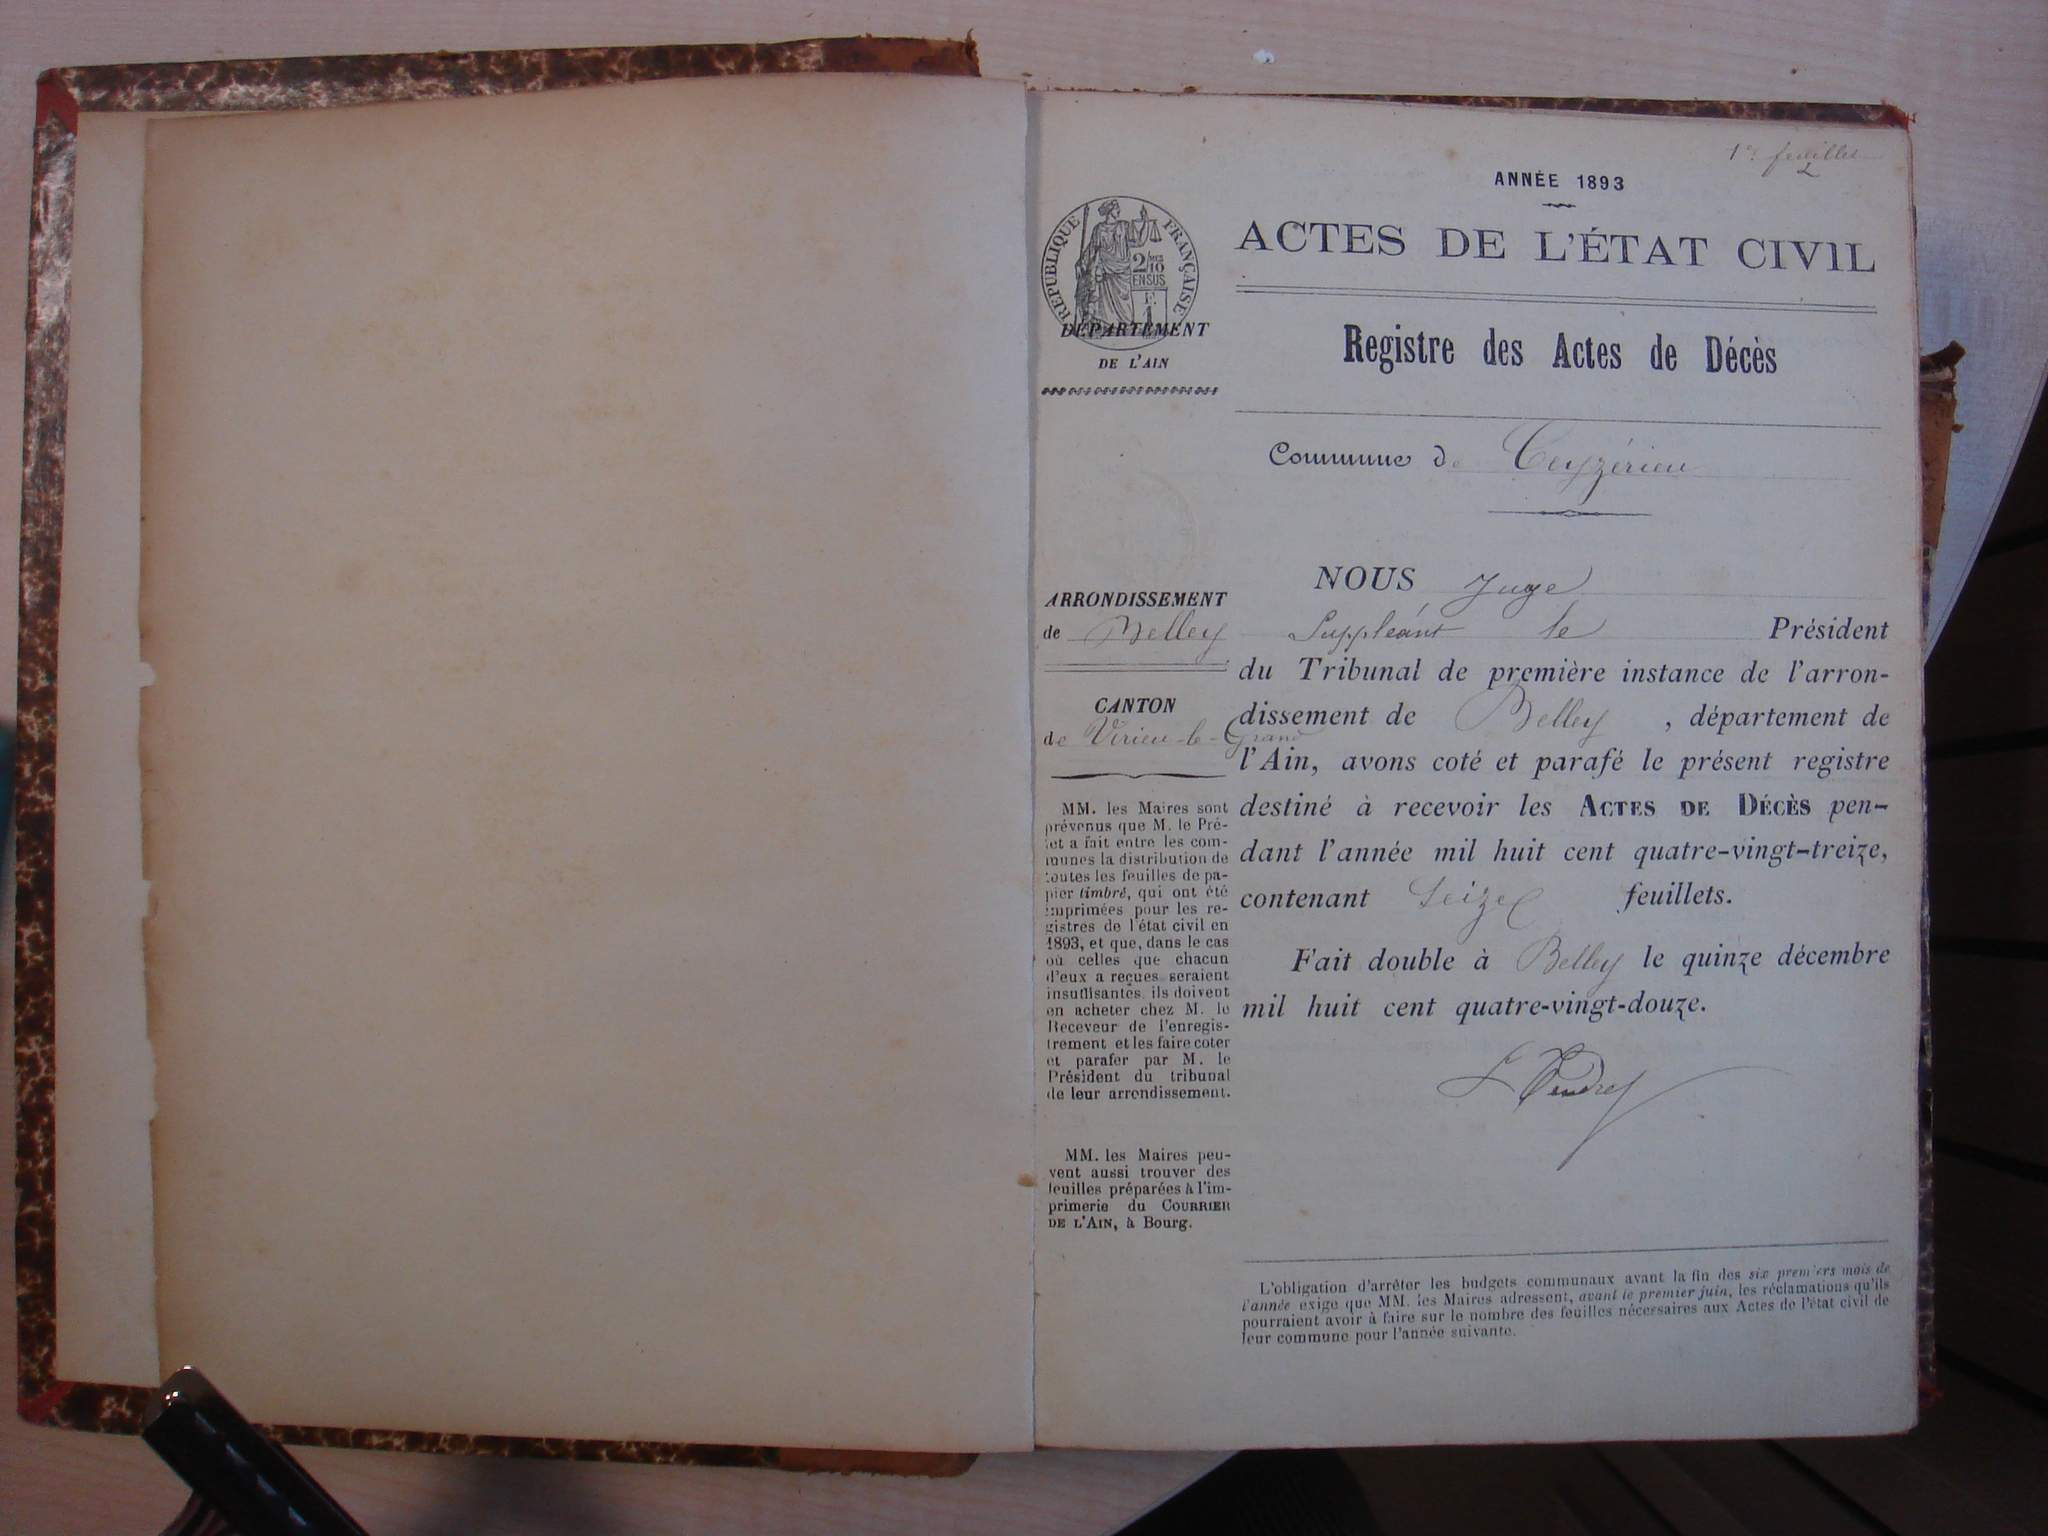 1er feuillet
ANNÉE 1893
ACTES DE L'ÉTAT CIVIL
RÉPUBLIQUE FRANÇAISE
2/10
EN SUS
F.
1
DÉPARTEMENT
DE L'AIN
Registre des Actes de Décès
Commune de Ceyzérieu
ARRONDISSEMENT
de Belley
CANTON
de Virieu-le-Grand
MM. les Maires sont
prévenus que M. le Pré-
fet a fait entre les com-
munes la distribution de
toutes les feuilles de pa-
pier timbré, qui ont été
imprimées pour les re-
gistres de l'état civil en
1893, et que, dans le cas
où celles que chacun
d'eux a reçues seraient
insuffisantes, ils doivent
en acheter chez M. le
Receveur de l'enregis-
trement et les faire coter
et parafer par M. le
Président du tribunal
de leur arrondissement.
MM. les Maires peu-
vent aussi trouver des
feuilles préparées à l'im-
primerie du COURRIER
DE L'AIN, à Bourg.
NOUS Juge
Suppléant le Président
du Tribunal de première instance de l'arron-
dissement de Belley, département de
l'Ain, avons coté et parafé le présent registre
destiné à recevoir les ACTES DE DÉCÈS pen-
dant l'année mil huit cent quatre-vingt-treize,
contenant Seize feuillets.
Fait double à Belley le quinze décembre
mil huit cent quatre-vingt-douze.
L'obligation d'arrêter les budgets communaux avant la fin des six premiers mois de
l'année exige que MM. les Maires adressent, avant le premier juin, les réclamations qu'ils
pourraient avoir à faire sur le nombre des feuilles nécessaires aux Actes de l'état civil de
leur commune pour l'année suivante.